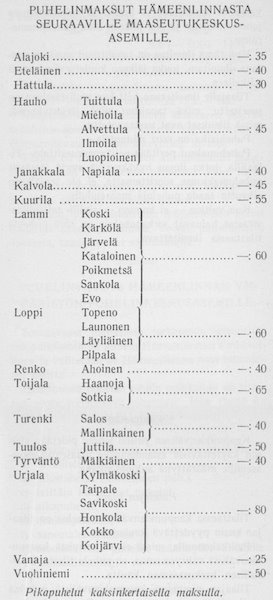 PUHELINMAKSUT HÄMEENLINNASTA
SEURAAVILLE MAASEUTUKESKUS-
ASEMILLE.
Alajoki —: 35
Eteläinen —: 40
Hattula —: 30
Hauho Tuittula
Miehoila
Alvettula —: 45
Ilmoila
Luopioinen
Janakkala Napiala —: 40
Kalvola —: 45
Kuurila —: 55
Lammi Koski
Kärkölä
Järvelä
Kataloinen —: 60
Poikmetsä
Sankola
Evo
Loppi Topeno
Launonen —: 60
Läyliäinen
Pilpala
Renko Ahoinen —: 40
Toijala Haanoja —: 65
Sotkia
Turenki Salos —: 40
Mallinkainen
Tuulos Juttila —: 50
Tyrväntö Mälkiäinen —: 40
Urjala Kylmäkoski
Taipale
Savikoski
Honkola —: 80
Kokko
Koijärvi
Vanaja —: 25
Vuohiniemi —: 50
Pikapuhelut kaksinkertaisella maksulla.